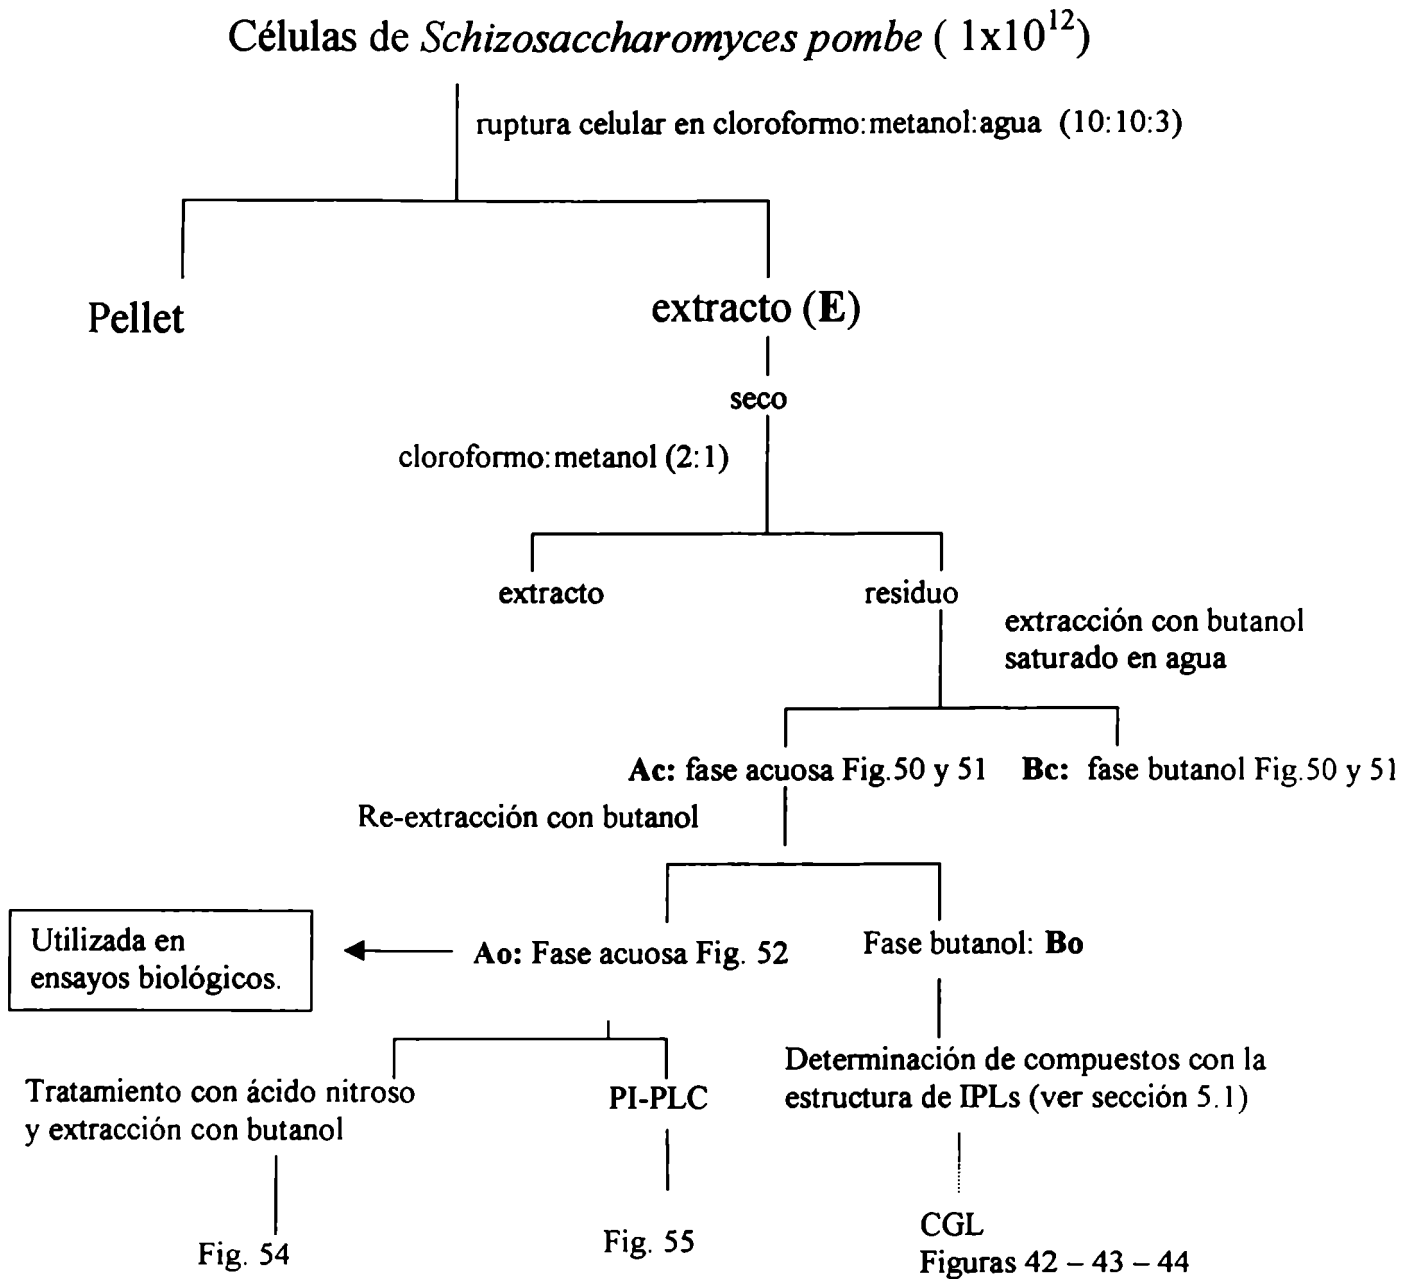 Células de Schizosaccharomyces pombe ( 1x10¹²)
ruptura celular en cloroformo:metanol:agua (10:10:3)
Pellet
extracto (E)
seco
cloroformo:metanol (2:1)
extracto
residuo
extracción con butanol
saturado en agua
Ac: fase acuosa Fig.50 y 51
Bc: fase butanol Fig.50 y 51
Re-extracción con butanol
Utilizada en
ensayos biológicos.
Ao: Fase acuosa Fig. 52
Fase butanol: Bo
Tratamiento con ácido nitroso
y extracción con butanol
PI-PLC
Determinación de compuestos con la
estructura de IPLs (ver sección 5.1)
Fig. 54
Fig. 55
CGL
Figuras 42 – 43 – 44